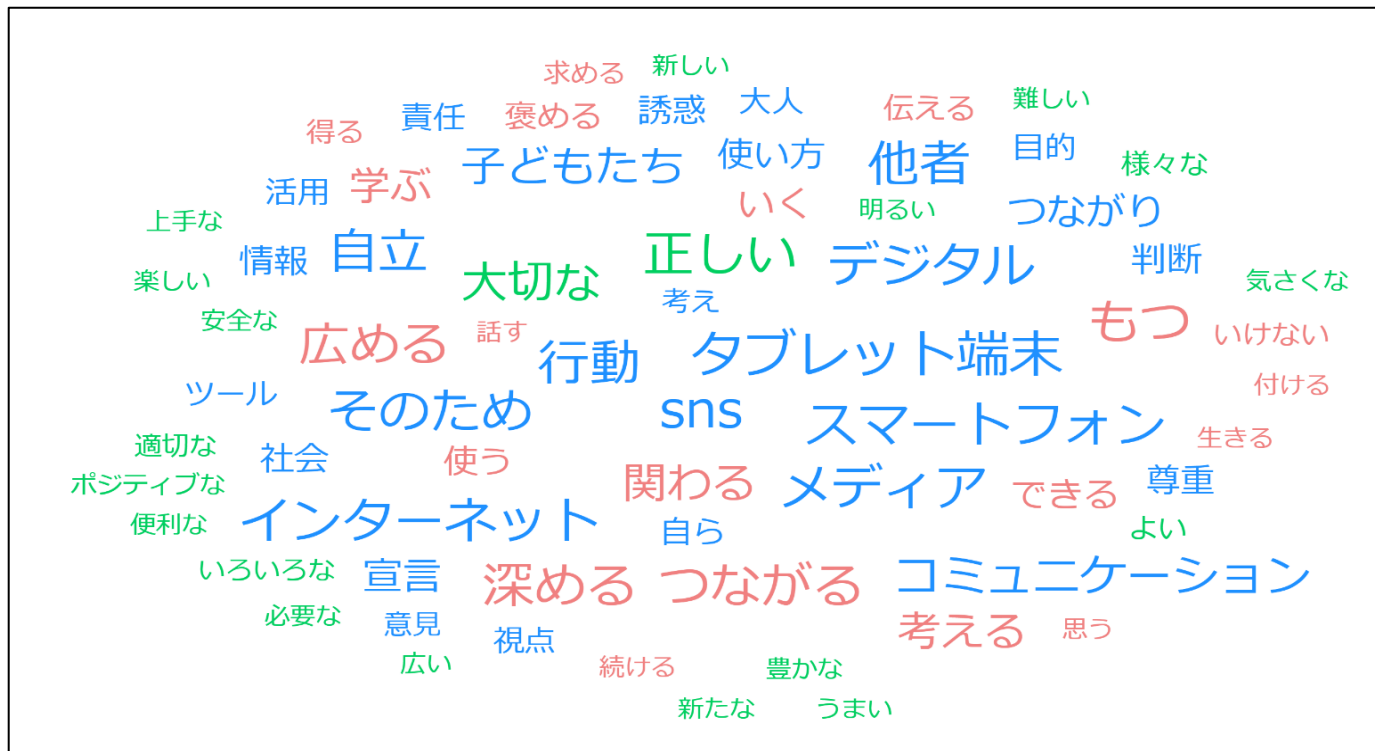 求める 新しい
責任 褒める 誘惑 大人 伝える 難しい
得る 子どもたち 使い方 他者 目的
活用 学ぶ いく 明るい つながり 様々な
上手な 情報 自立 大切な 正しい デジタル 判断
楽しい 考え 気さくな
安全な 広める 話す 行動 タブレット端末 もつ いけない
ツール そのため sns スマートフォン 付ける
適切な 社会 使う 関わる メディア できる 尊重 生きる
ポジティブな インターネット 自ら よい
便利な
いろいろな 宣言 深める つながる コミュニケーション
必要な 意見 視点 考える 思う
広い 続ける 豊かな
新たな うまい